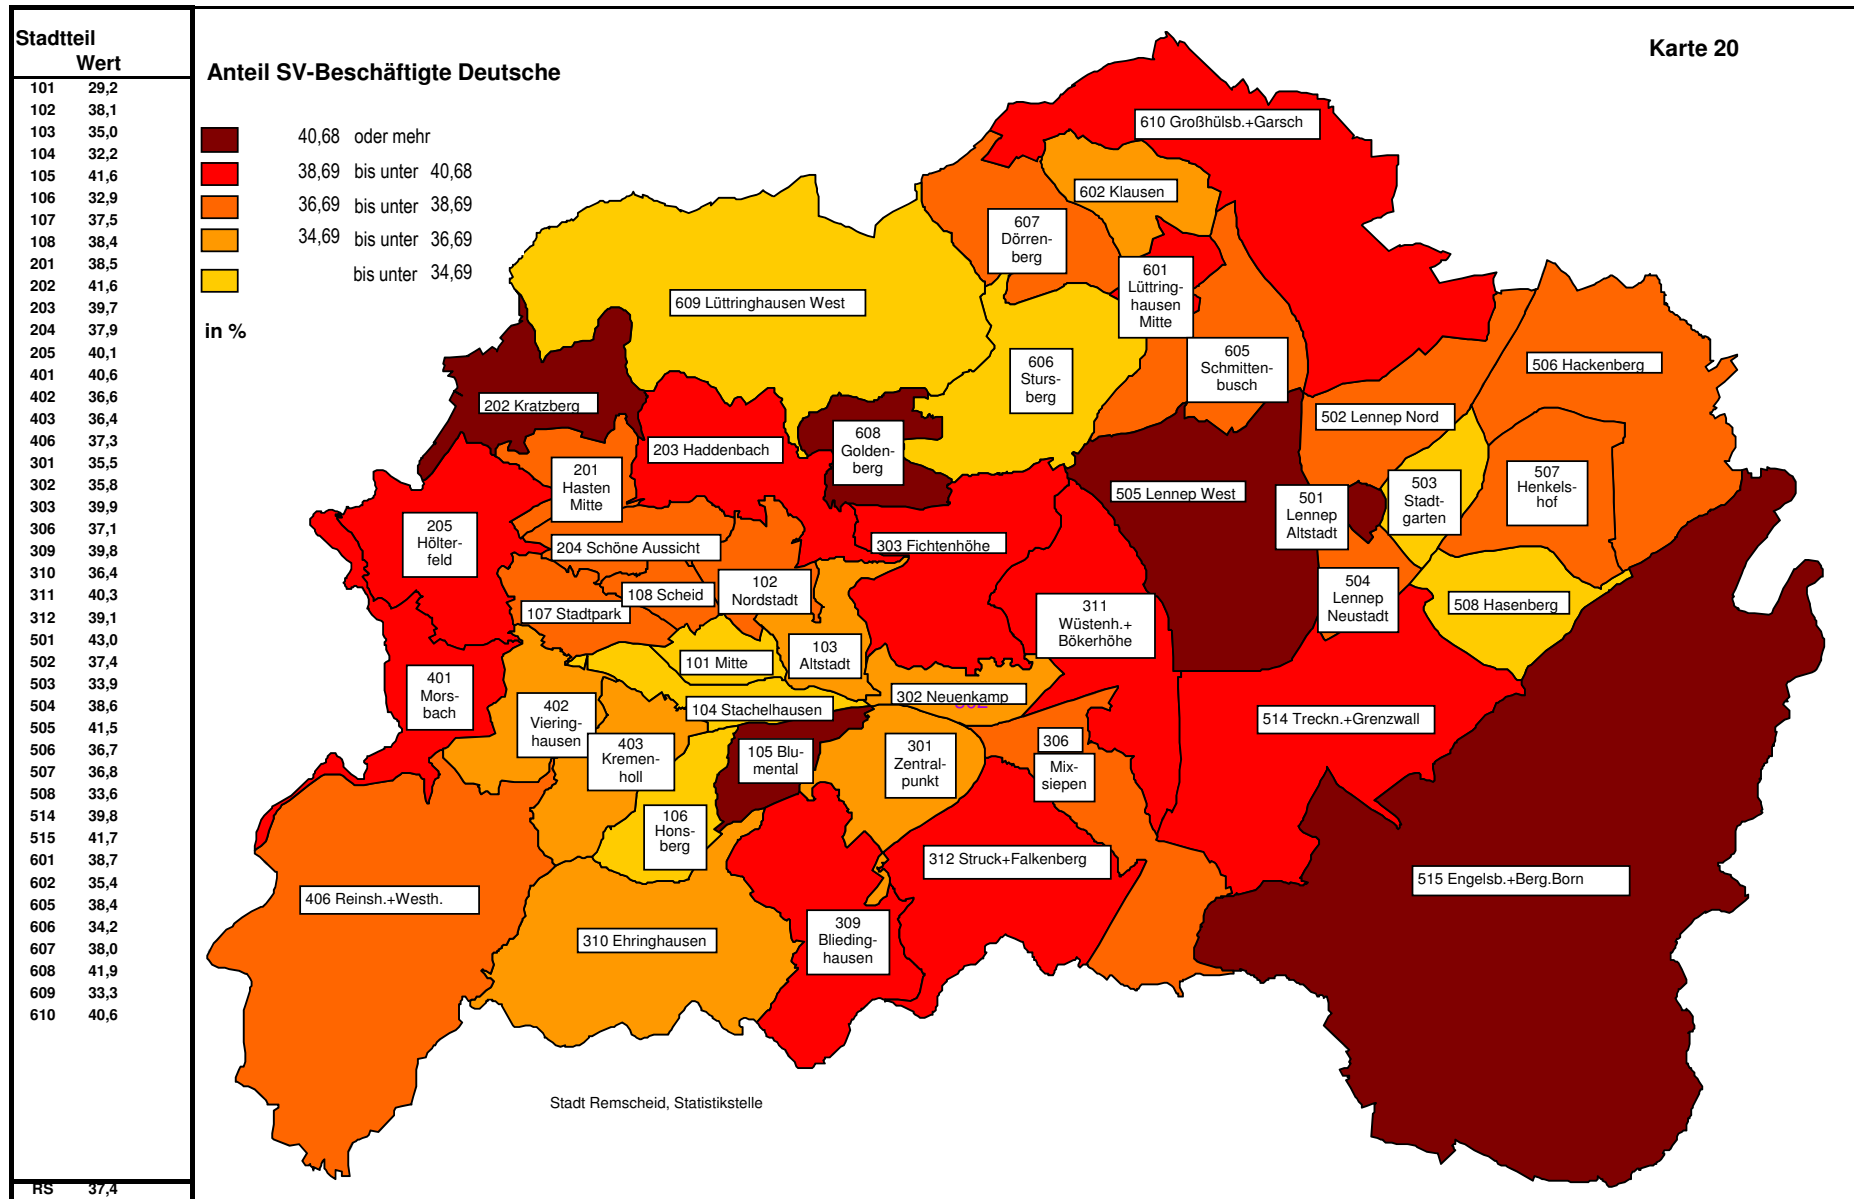 Stadtteil
Wert
101 29,2
102 38,1
103 35,0
104 32,2
105 41,6
106 32,9
107 37,5
108 38,4
201 38,5
202 41,6
203 39,7
204 37,9
205 40,1
401 40,6
402 36,6
403 36,4
406 37,3
301 35,5
302 35,8
303 39,9
306 37,1
309 39,8
310 36,4
311 40,3
312 39,1
501 43,0
502 37,4
503 33,9
504 38,6
505 41,5
506 36,7
507 36,8
508 33,6
514 39,8
515 41,7
601 38,7
602 35,4
605 38,4
606 34,2
607 38,0
608 41,9
609 33,3
610 40,6
RS 37,4
Karte 20
Anteil SV-Beschäftigte Deutsche
40,68 oder mehr
38,69 bis unter 40,68
36,69 bis unter 38,69
34,69 bis unter 36,69
bis unter 34,69
in %
610 Großhülsb.+Garsch
602 Klausen
607
Dörren-
berg
601
Lüttring-
hausen
Mitte
609 Lüttringhausen West
605
Schmitten-
busch
606
Sturs-
berg
506 Hackenberg
202 Kratzberg
502 Lennep Nord
203 Haddenbach
608
Golden-
berg
201
Hasten
Mitte
505 Lennep West
501
Lennep
Altstadt
503
Stadt-
garten
507
Henkels-
hof
205
Hölter-
feld
204 Schöne Aussicht
303 Fichtenhöhe
102
Nordstadt
108 Scheid
107 Stadtpark
311
Wüstenh.+
Bökerhöhe
504
Lennep
Neustadt
508 Hasenberg
103
Altstadt
101 Mitte
401
Mors-
bach
302 Neuenkamp
302
402
Viering-
hausen
104 Stachelhausen
514 Treckn.+Grenzwall
403
Kremen-
holl
105 Blu-
mental
301
Zentral-
punkt
306
Mix-
siepen
106
Hons-
berg
312 Struck+Falkenberg
515 Engelsb.+Berg.Born
406 Reinsh.+Westh.
310 Ehringhausen
309
Blieding-
hausen
Stadt Remscheid, Statistikstelle